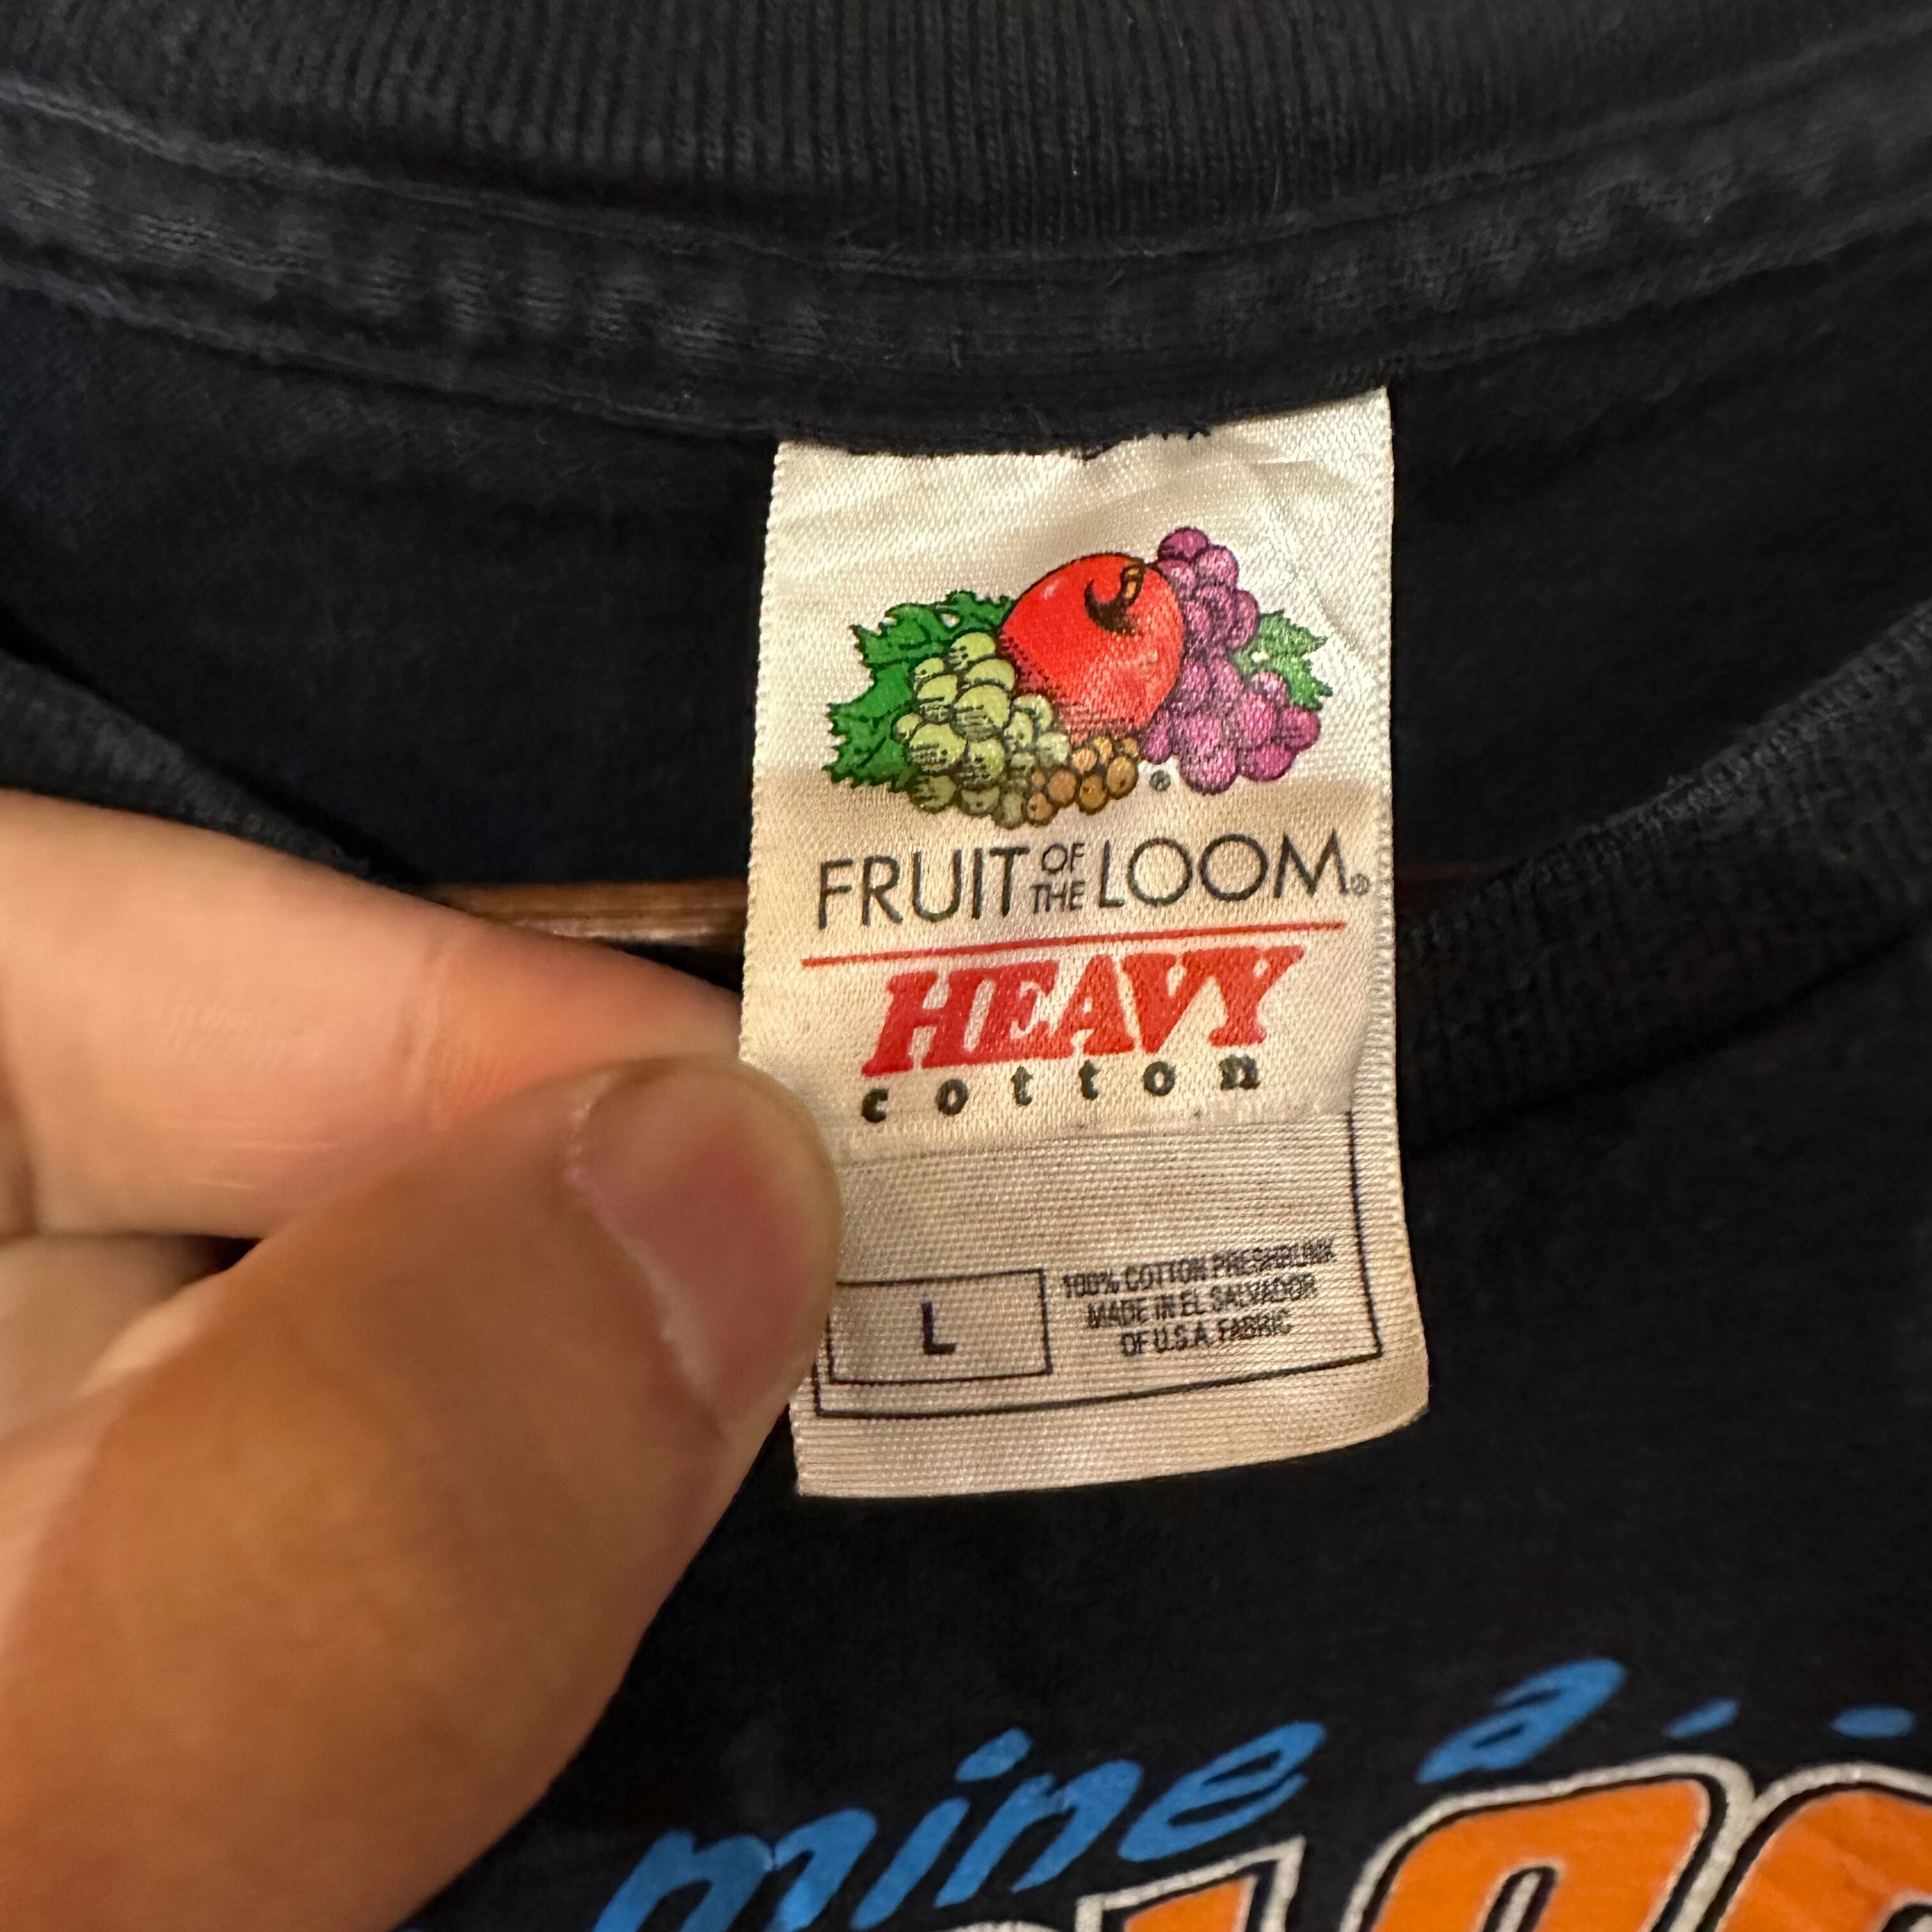 ®
FRUIT OF THE LOOM®
HEAVY
cotton
L
100% COTTON PRESHRUNK
MADE IN EL SALVADOR
OF U.S.A. FABRIC
mine a...